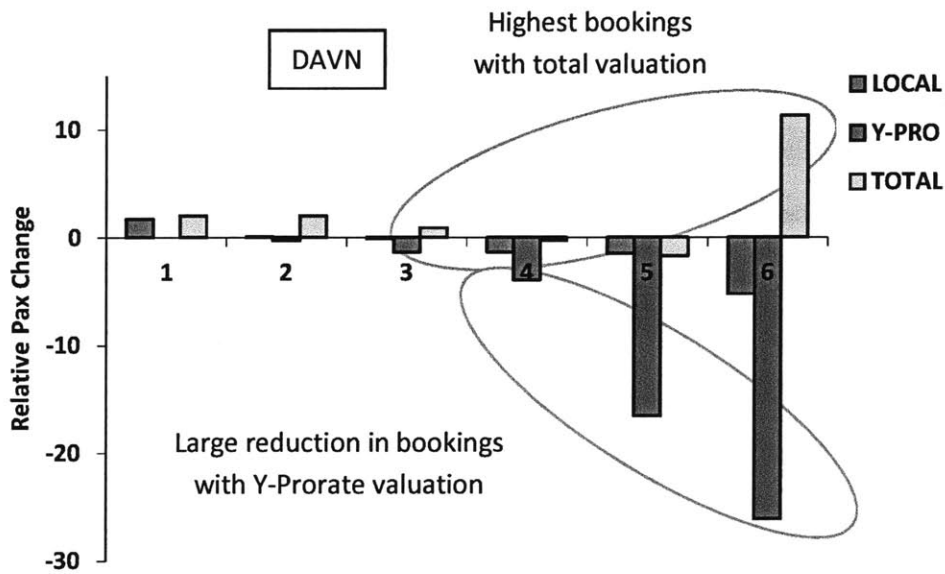 Highest bookings
with total valuation
DAVN
LOCAL
Y-PRO
TOTAL
Relative Pax Change
10
0
-10
-20
-30
1
2
3
4
5
6
Large reduction in bookings
with Y-Prorate valuation